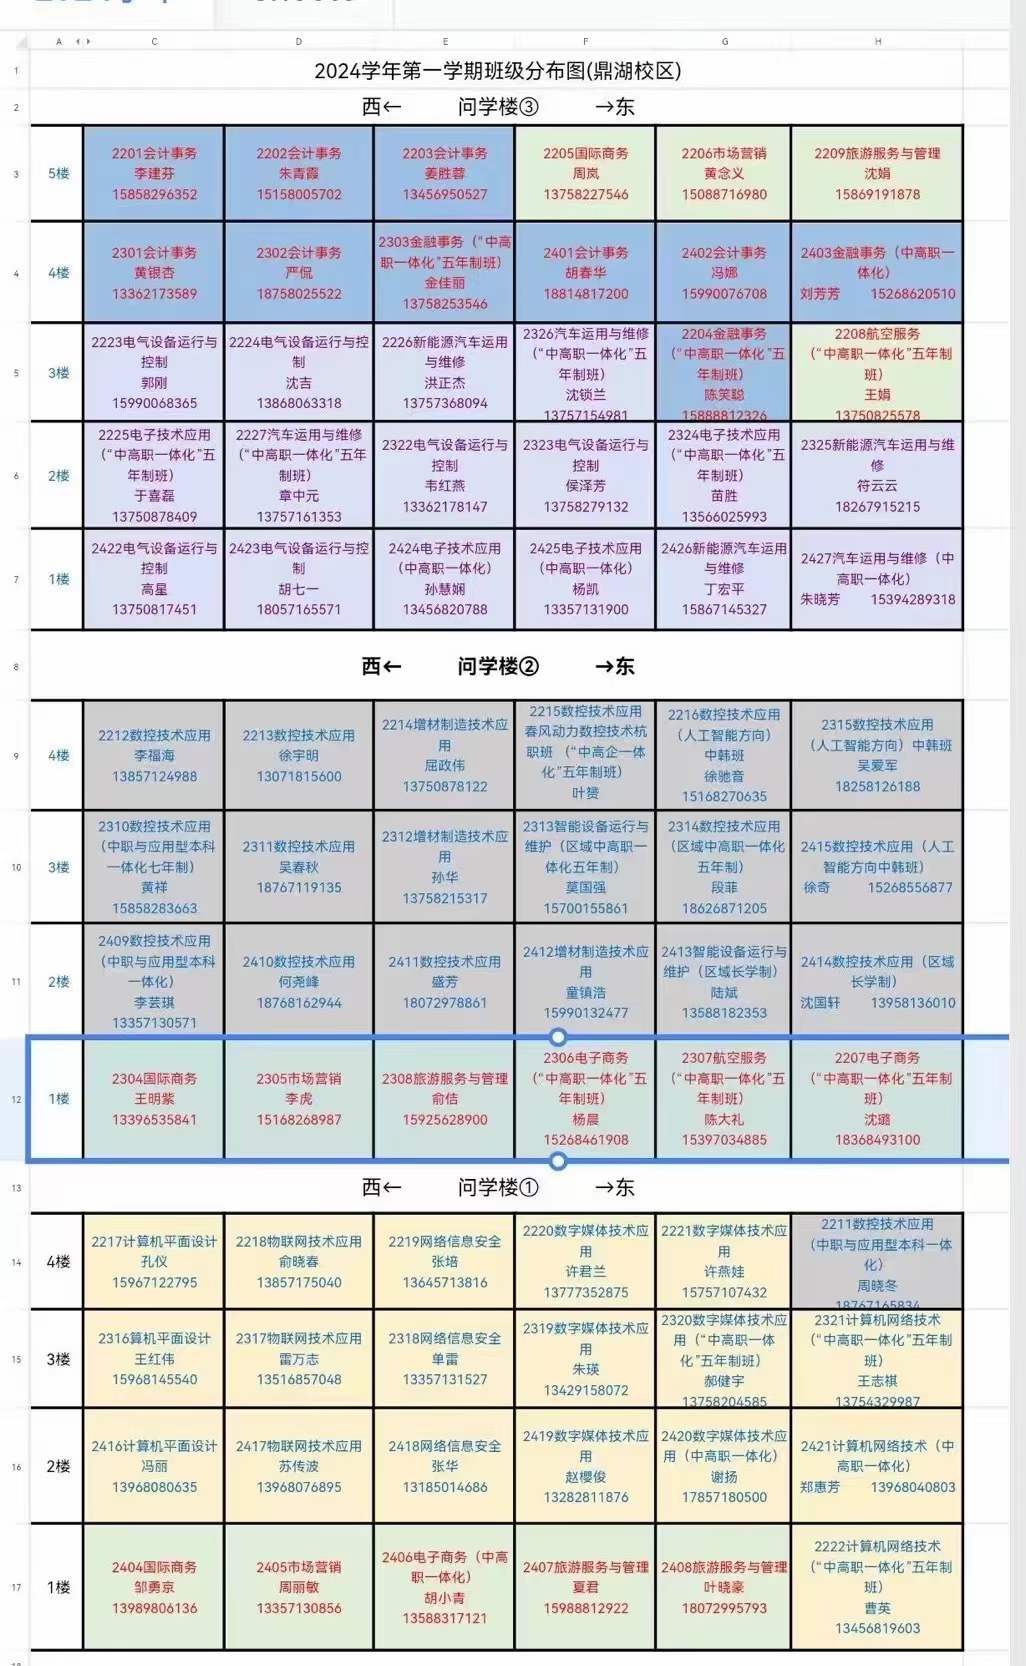 A C D E F G H
1 2024学年第一学期班级分布图(鼎湖校区)
2 西← 问学楼③ →东
3 5楼
2201会计事务
李建芬
15858296352
2202会计事务
朱青霞
15158005702
2203会计事务
姜胜蓉
13456950527
2205国际商务
周岚
13758227546
2206市场营销
黄念义
15088716980
2209旅游服务与管理
沈娟
15869191878
4 4楼
2301会计事务
黄银杏
13362173589
2302会计事务
严侃
18758025522
2303金融事务（“中高
职一体化”五年制班）
金佳丽
13758253546
2401会计事务
胡春华
18814817200
2402会计事务
冯娜
15990076708
2403金融事务（中高职一
体化）
刘芳芳 15268620510
5 3楼
2223电气设备运行与
控制
郭刚
15990068365
2224电气设备运行与控
制
沈吉
13868063318
2226新能源汽车运用
与维修
洪正杰
13757368094
2326汽车运用与维修
（“中高职一体化”五
年制班）
沈锁兰
13757154981
2204金融事务
（“中高职一体化”五
年制班）
陈笑聪
15888812326
2208航空服务
（“中高职一体化”五年制
班）
王娟
13750825578
6 2楼
2225电子技术应用
（“中高职一体化”五
年制班）
于喜磊
13750878409
2227汽车运用与维修
（“中高职一体化”五年
制班）
章中元
13757161353
2322电气设备运行与
控制
韦红燕
13362178147
2323电气设备运行与
控制
侯泽芳
13758279132
2324电子技术应用
（“中高职一体化”五
年制班）
苗胜
13566025993
2325新能源汽车运用与维
修
符云云
18267915215
7 1楼
2422电气设备运行与
控制
高星
13750817451
2423电气设备运行与控
制
胡七一
18057165571
2424电子技术应用
（中高职一体化）
孙慧娴
13456820788
2425电子技术应用
（中高职一体化）
杨凯
13357131900
2426新能源汽车运用
与维修
丁宏平
15867145327
2427汽车运用与维修（中
高职一体化）
朱晓芳 15394289318
8 西← 问学楼② →东
9 4楼
2212数控技术应用
李福海
13857124988
2213数控技术应用
徐宇明
13071815600
2214增材制造技术应
用
屈政伟
13750878122
2215数控技术应用
春风动力数控技术杭
职班 （“中高企一体
化”五年制班）
叶赟
2216数控技术应用
（人工智能方向）
中韩班
徐驰音
15168270635
2315数控技术应用
（人工智能方向）中韩班
吴爱军
18258126188
10 3楼
2310数控技术应用
（中职与应用型本科
一体化七年制）
黄祥
15858283663
2311数控技术应用
吴春秋
18767119135
2312增材制造技术应
用
孙华
13758215317
2313智能设备运行与
维护（区域中高职一
体化五年制）
莫国强
15700155861
2314数控技术应用
（区域中高职一体化
五年制）
段菲
18626871205
2415数控技术应用（人工
智能方向中韩班）
徐奇 15268556877
11 2楼
2409数控技术应用
（中职与应用型本科
一体化）
李芸琪
13357130571
2410数控技术应用
何尧峰
18768162944
2411数控技术应用
盛芳
18072978861
2412增材制造技术应
用
童镇浩
15990132477
2413智能设备运行与
维护（区域长学制）
陆斌
13588182353
2414数控技术应用（区域
长学制）
沈国轩 13958136010
12 1楼
2304国际商务
王明紫
13396535841
2305市场营销
李虎
15168268987
2308旅游服务与管理
俞佶
15925628900
2306电子商务
（“中高职一体化”五
年制班）
杨晨
15268461908
2307航空服务
（“中高职一体化”五
年制班）
陈大礼
15397034885
2207电子商务
（“中高职一体化”五年制
班）
沈璐
18368493100
13 西← 问学楼① →东
14 4楼
2217计算机平面设计
孔仪
15967122795
2218物联网技术应用
俞晓春
13857175040
2219网络信息安全
张培
13645713816
2220数字媒体技术应
用
许君兰
13777352875
2221数字媒体技术应
用
许燕娃
15757107432
2211数控技术应用
（中职与应用型本科一体
化）
周晓冬
18767165834
15 3楼
2316算机平面设计
王红伟
15968145540
2317物联网技术应用
雷万志
13516857048
2318网络信息安全
单雷
13357131527
2319数字媒体技术应
用
朱瑛
13429158072
2320数字媒体技术应
用（“中高职一体
化”五年制班）
郝健宇
13758204585
2321计算机网络技术
（“中高职一体化”五年制
班）
王志祺
13754329987
16 2楼
2416计算机平面设计
冯丽
13968080635
2417物联网技术应用
苏传波
13968076895
2418网络信息安全
张华
13185014686
2419数字媒体技术应
用
赵樱俊
13282811876
2420数字媒体技术应
用（中高职一体化）
谢扬
17857180500
2421计算机网络技术（中
高职一体化）
郑惠芳 13968040803
17 1楼
2404国际商务
邹勇京
13989806136
2405市场营销
周丽敏
13357130856
2406电子商务（中高
职一体化）
胡小青
13588317121
2407旅游服务与管理
夏君
15988812922
2408旅游服务与管理
叶晓豪
18072995793
2222计算机网络技术
（“中高职一体化”五年制
班）
曹英
13456819603